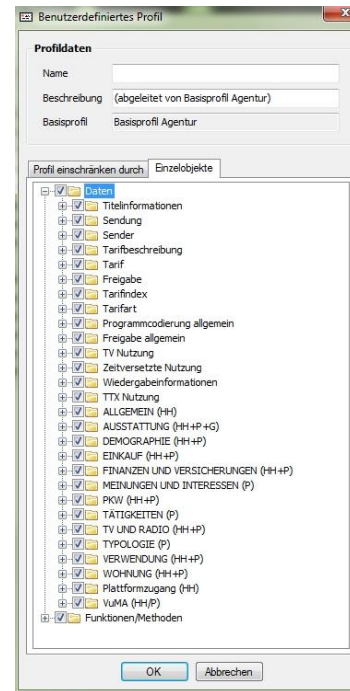 Benutzerdefiniertes Profil
Profildaten
Name
Beschreibung (abgeleitet von Basisprofil Agentur)
Basisprofil Basisprofil Agentur
Profil einschränken durch Einzelobjekte
Daten
Titelinformationen
Sendung
Sender
Tarifbeschreibung
Tarif
Freigabe
Tarifindex
Tarifart
Programmcodierung allgemein
Freigabe allgemein
TV Nutzung
Zeitversetzte Nutzung
Wiedergabeinformationen
TTX Nutzung
ALLGEMEIN (HH)
AUSSTATTUNG (HH+P+G)
DEMOGRAPHIE (HH+P)
EINKAUF (HH+P)
FINANZEN UND VERSICHERUNGEN (HH+P)
MEINUNGEN UND INTERESSEN (P)
PKW (HH+P)
TÄTIGKEITEN (P)
TV UND RADIO (HH+P)
TYPOLOGIE (P)
VERWENDUNG (HH+P)
WOHNUNG (HH+P)
Plattformzugang (HH)
VuMA (HH/P)
Funktionen/Methoden
OK Abbrechen